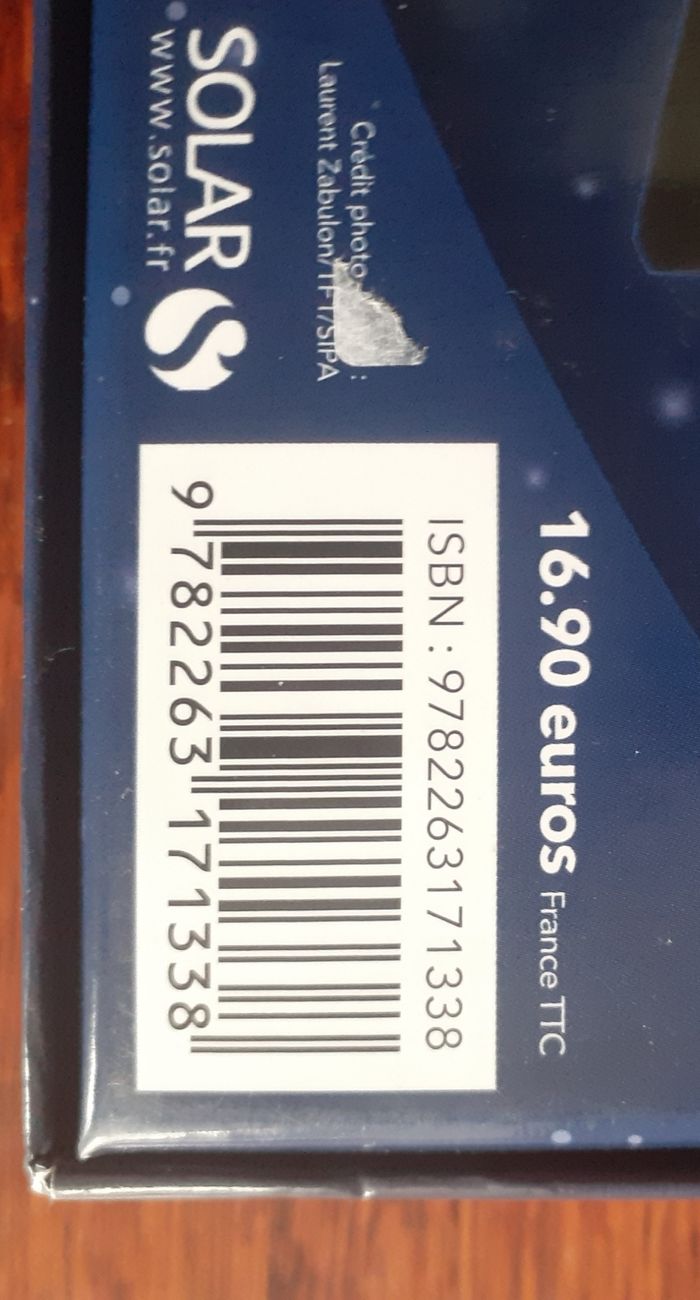 16.90 euros France TTC
ISBN : 9782263171338
9 782263 171338
Crédit photo :
Laurent Zabulon/TF1/SIPA
SOLAR
www.solar.fr